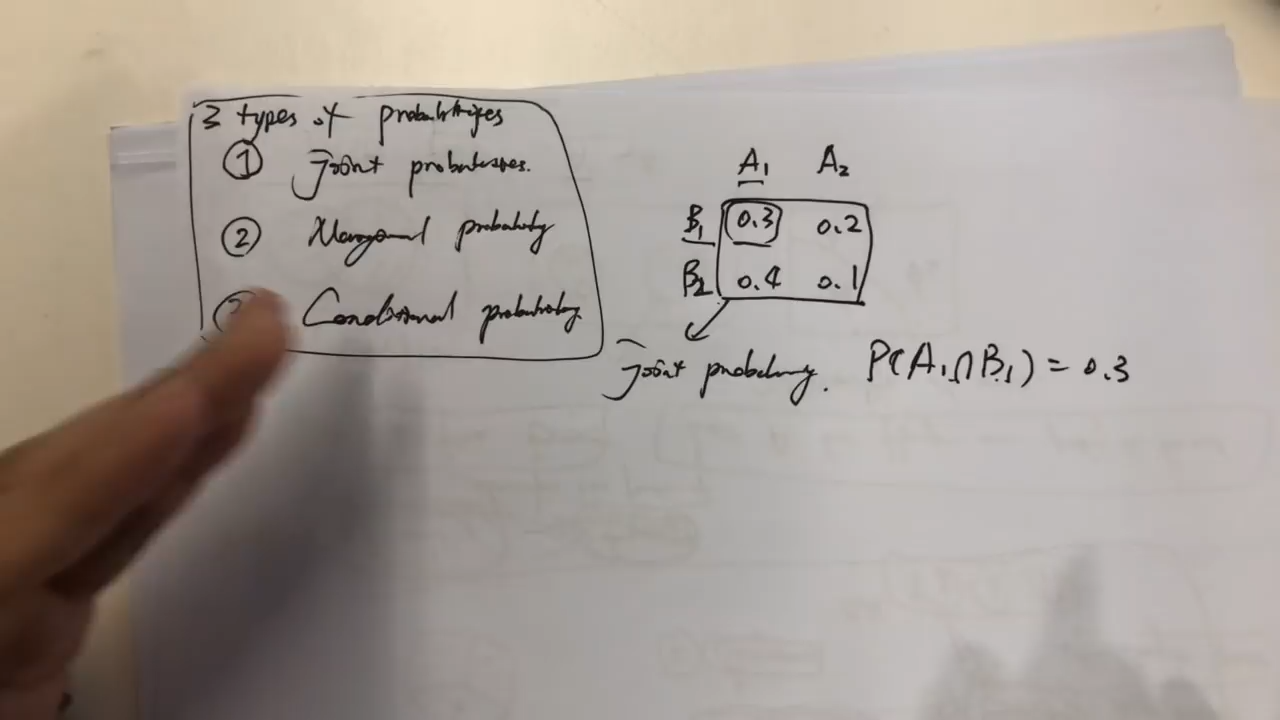 3 types of probabilities
① Joint probabilities.
② Marginal probability
Conditional probability
A₁ A₂
B₁ 0.3 0.2
B₂ 0.4 0.1
Joint probability. P(A₁∩B₁) = 0.3